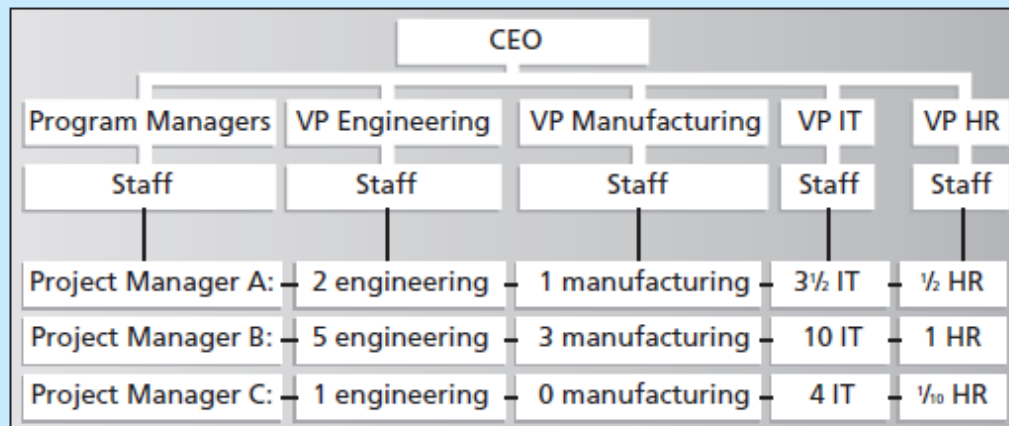 CEO
Program Managers VP Engineering VP Manufacturing VP IT VP HR
Staff Staff Staff Staff Staff
Project Manager A: 2 engineering 1 manufacturing 3½ IT ½ HR
Project Manager B: 5 engineering 3 manufacturing 10 IT 1 HR
Project Manager C: 1 engineering 0 manufacturing 4 IT 1/10 HR